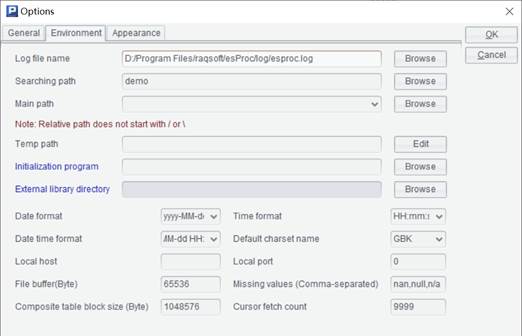 Options
General Environment Appearance
OK
Cancel
Log file name D:/Program Files/raqsoft/esProc/log/esproc.log Browse
Searching path demo Browse
Main path Browse
Note: Relative path does not start with / or \
Temp path Edit
Initialization program Browse
External library directory Browse
Date format yyyy-MM-d Time format HH:mm:
Date time format M-dd HH: Default charset name GBK
Local host Local port 0
File buffer(Byte) 65536 Missing values (Comma-separated) nan,null,n/a
Composite table block size (Byte) 1048576 Cursor fetch count 9999